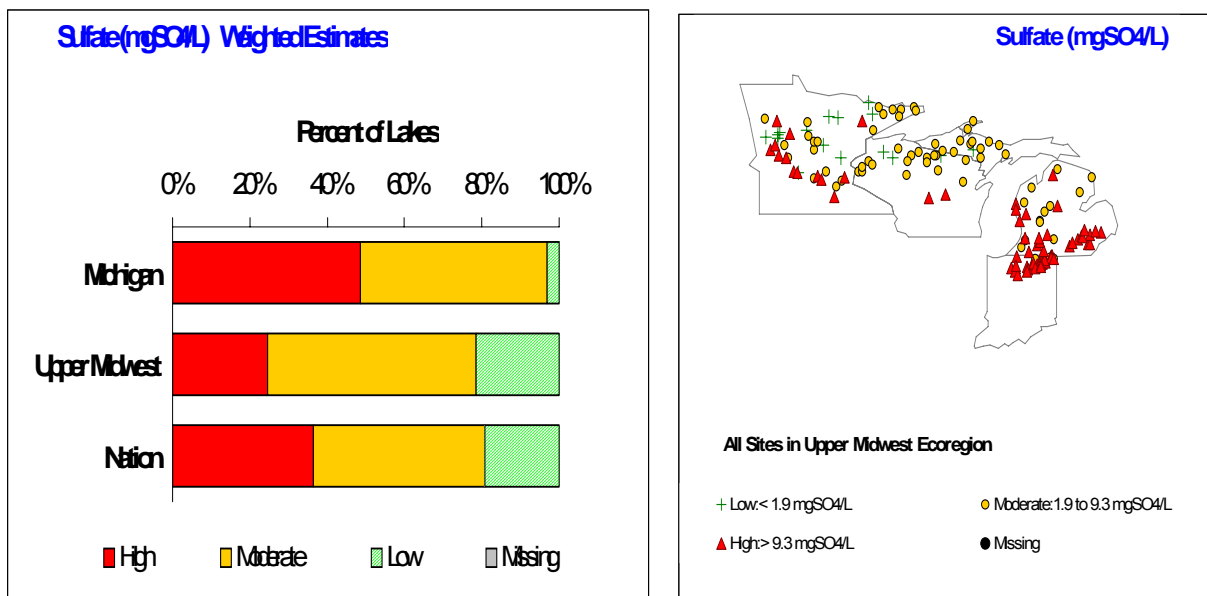 Sulfate (mgSO4/L) Weighted Estimates
Percent of Lakes
0% 20% 40% 60% 80% 100%
Michigan
Upper Midwest
Nation
High Moderate Low Missing
Sulfate (mgSO4/L)
All Sites in Upper Midwest Ecoregion
Low: < 1.9 mgSO4/L Moderate: 1.9 to 9.3 mgSO4/L
High: > 9.3 mgSO4/L Missing